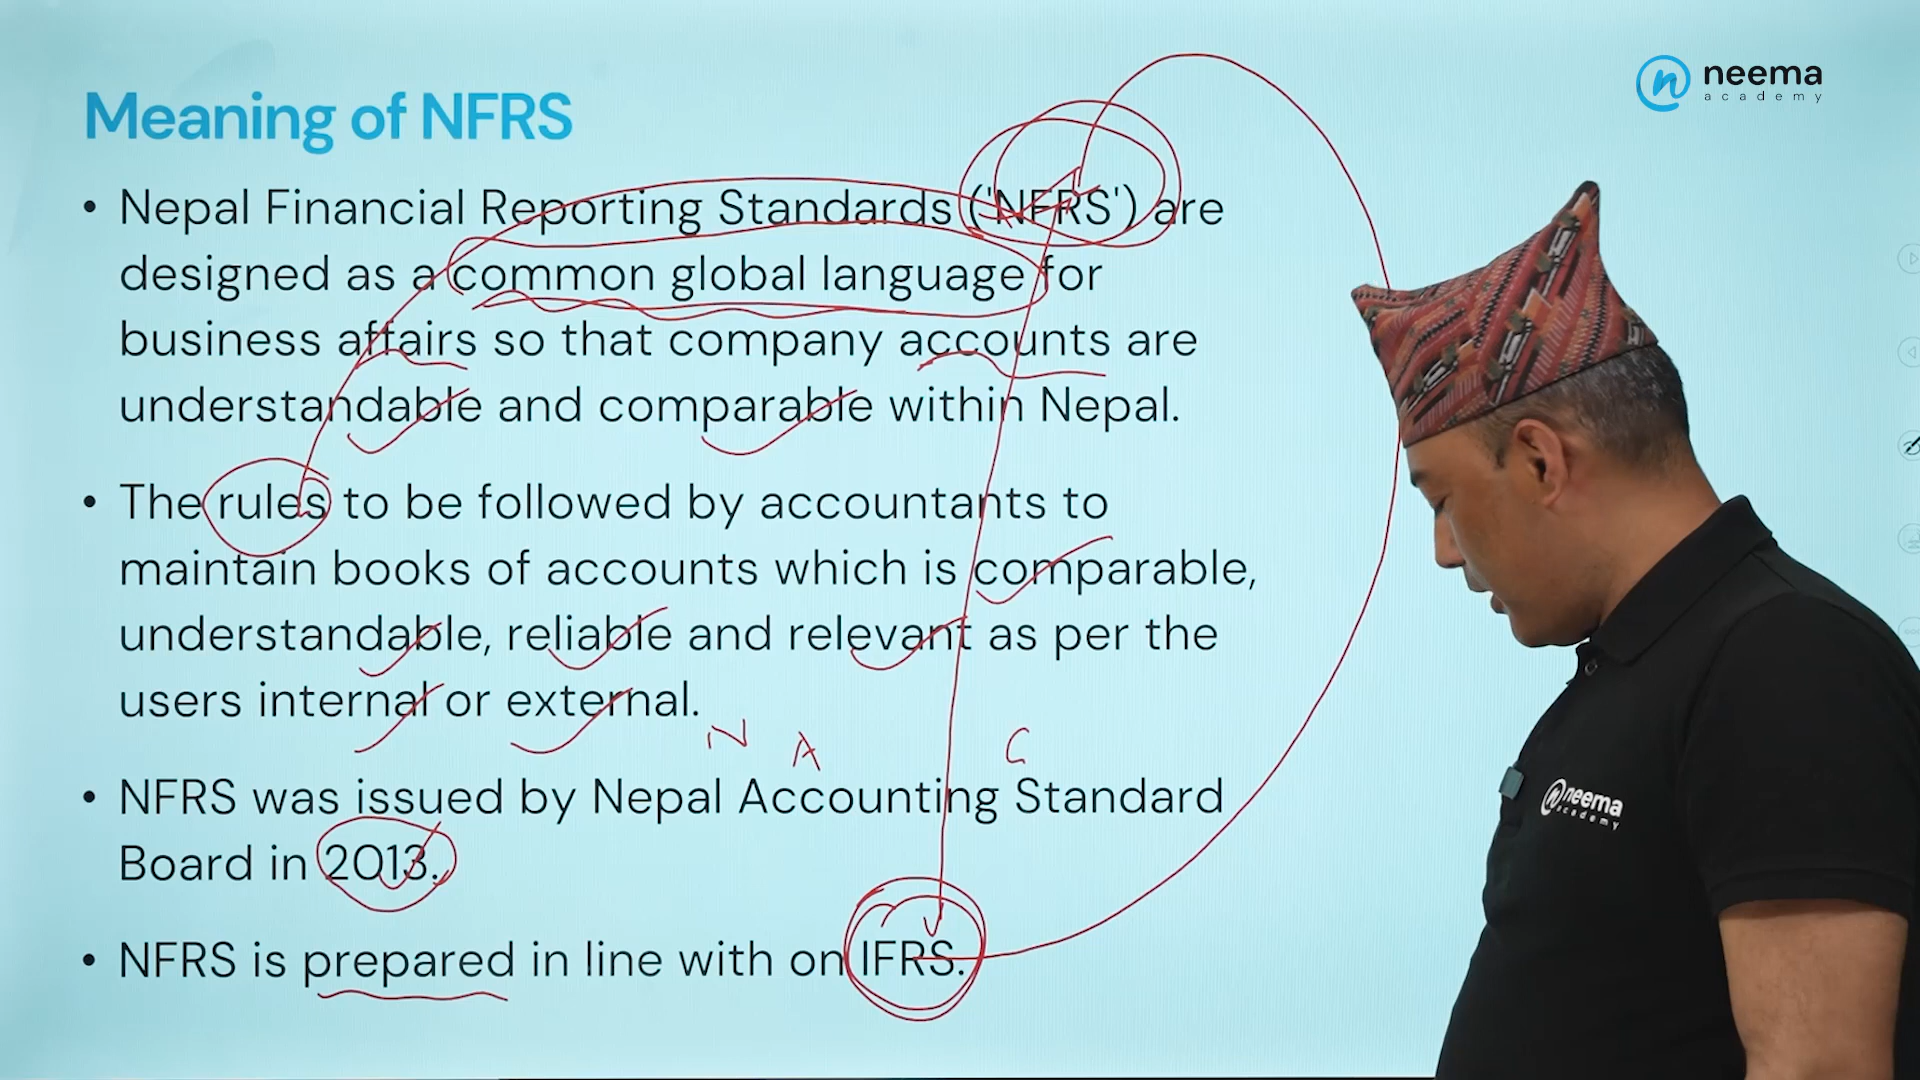 neema
academy
Meaning of NFRS
• Nepal Financial Reporting Standards ('NFRS') are
designed as a common global language for
business affairs so that company accounts are
understandable and comparable within Nepal.
• The rules to be followed by accountants to
maintain books of accounts which is comparable,
understandable, reliable and relevant as per the
users internal or external.
N A
• NFRS was issued by Nepal Accounting Standard
Board in 2013.
• NFRS is prepared in line with on IFRS.
neema
academy